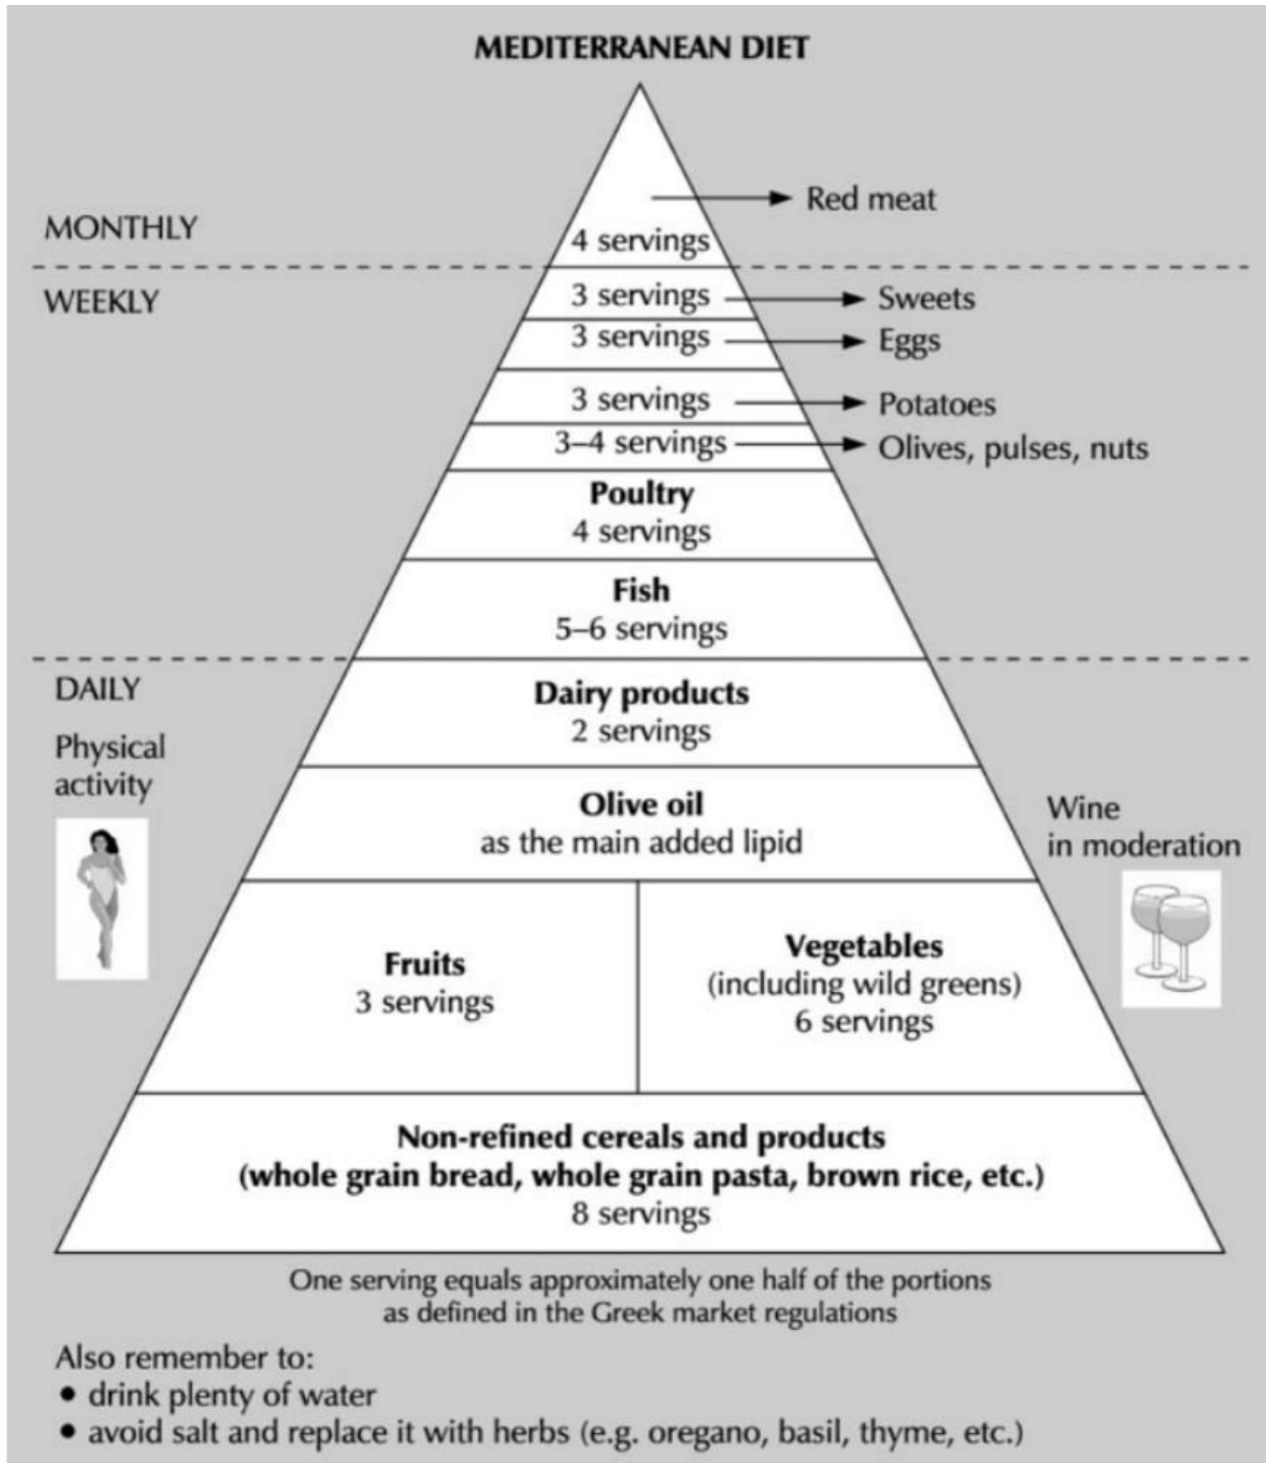 MEDITERRANEAN DIET
Red meat
MONTHLY
4 servings
WEEKLY
3 servings
Sweets
3 servings
Eggs
3 servings
Potatoes
3–4 servings
Olives, pulses, nuts
Poultry
4 servings
Fish
5–6 servings
DAILY
Dairy products
2 servings
Physical
activity
Olive oil
as the main added lipid
Wine
in moderation
Fruits
3 servings
Vegetables
(including wild greens)
6 servings
Non-refined cereals and products
(whole grain bread, whole grain pasta, brown rice, etc.)
8 servings
One serving equals approximately one half of the portions
as defined in the Greek market regulations
Also remember to:
• drink plenty of water
• avoid salt and replace it with herbs (e.g. oregano, basil, thyme, etc.)